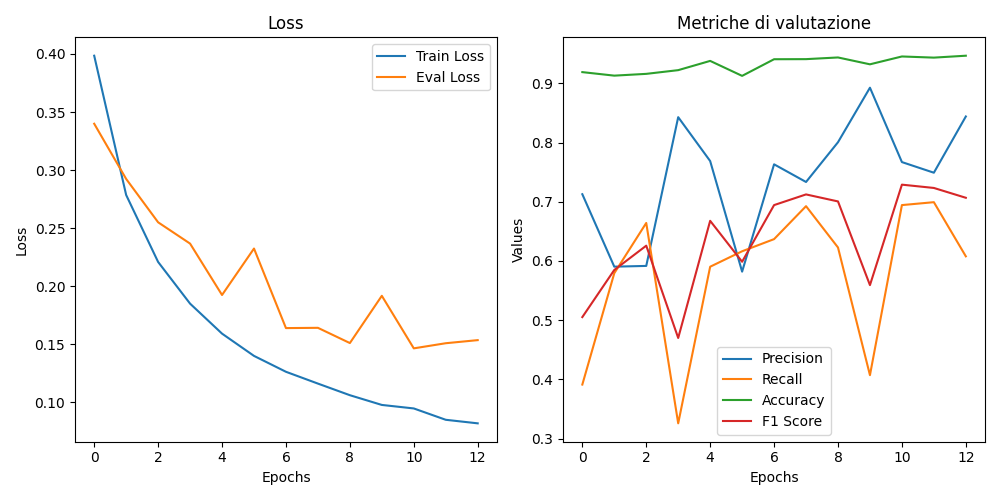 Loss
0.40
0.35
0.30
0.25
0.20
0.15
0.10
Loss
0 2 4 6 8 10 12
Epochs
Train Loss
Eval Loss
Metriche di valutazione
0.9
0.8
0.7
0.6
0.5
0.4
0.3
Values
0 2 4 6 8 10 12
Epochs
Precision
Recall
Accuracy
F1 Score